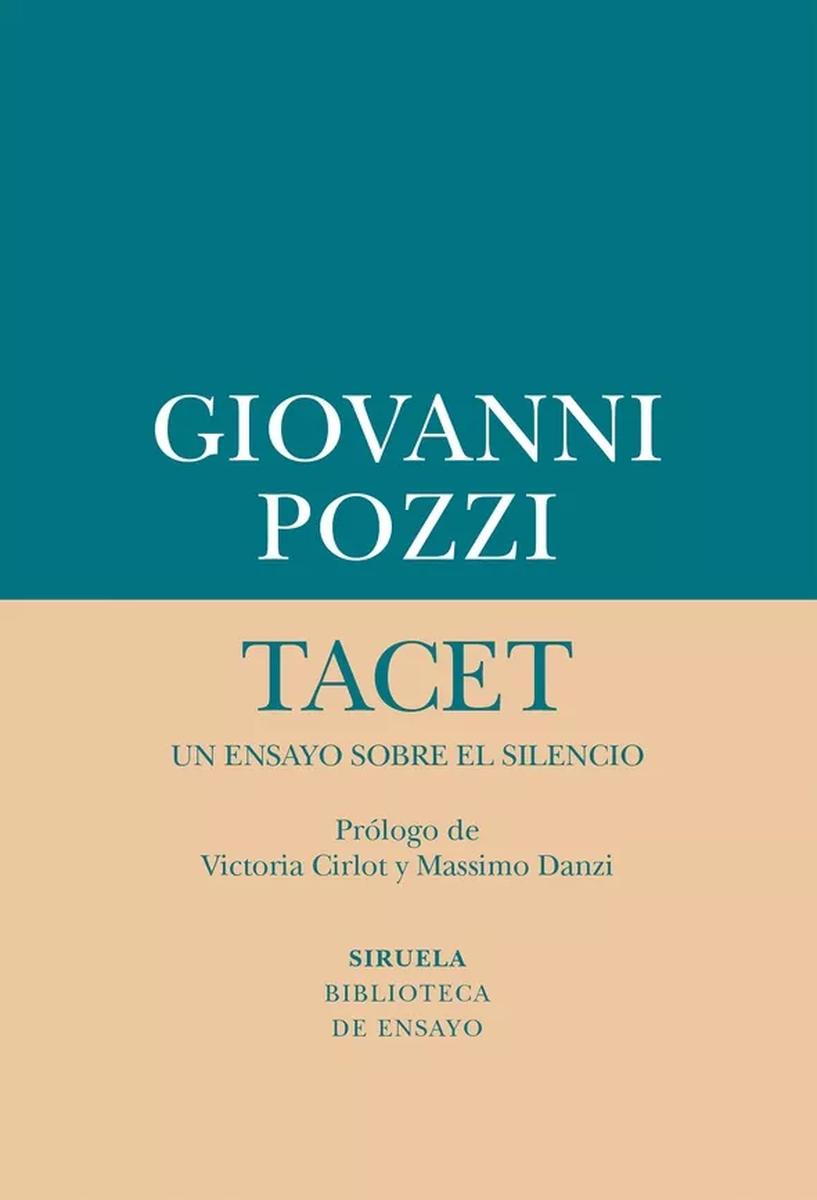 GIOVANNI
POZZI
TACET
UN ENSAYO SOBRE EL SILENCIO
Prólogo de
Victoria Cirlot y Massimo Danzi
SIRUELA
BIBLIOTECA
DE ENSAYO